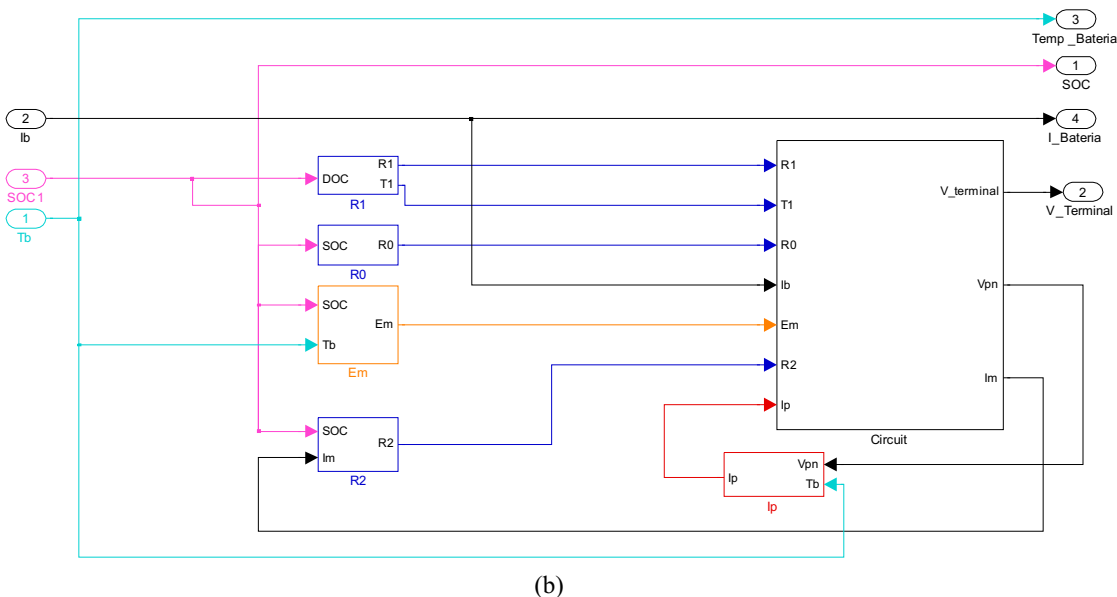 3
Temp _Bateria
1
SOC
2
Ib
4
I_Bateria
3
SOC1
1
Tb
DOC
R1
T1
R1
SOC
R0
R0
SOC
Tb
Em
Em
SOC
Im
R2
R2
R1
T1
R0
Ib
Em
R2
Ip
V_terminal
Vpn
Im
Circuit
2
V_Terminal
Ip
Vpn
Tb
Ip
(b)